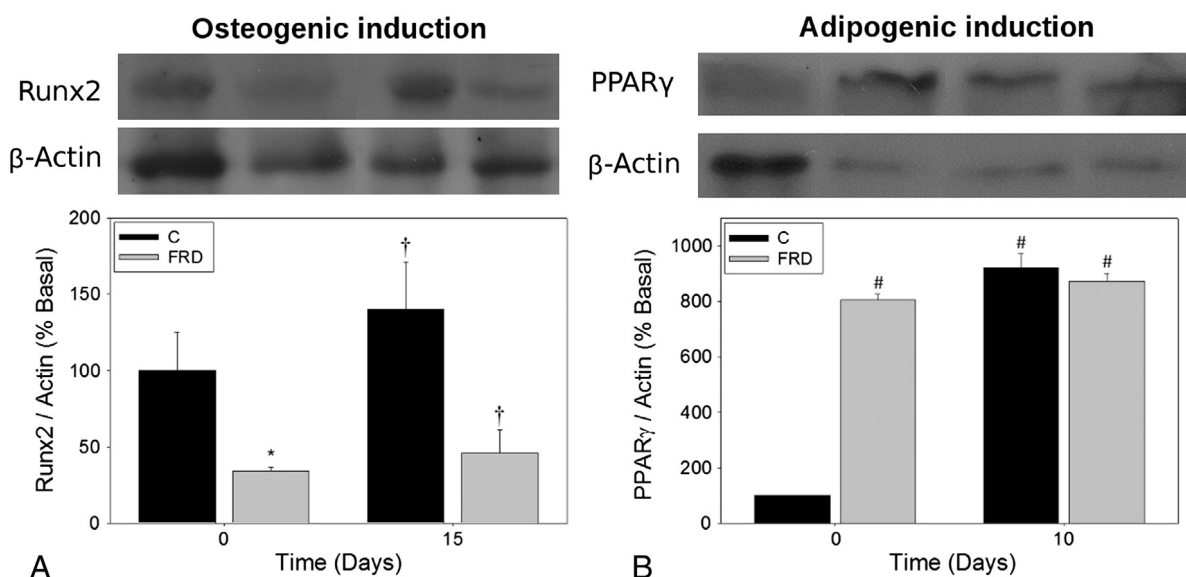 Osteogenic induction
Runx2
β-Actin
Runx2 / Actin (% Basal)
200
150
100
50
0
C
FRD
*
†
†
0
15
Time (Days)
A
Adipogenic induction
PPARγ
β-Actin
PPARγ / Actin (% Basal)
1000
800
600
400
200
0
C
FRD
#
#
#
0
10
Time (Days)
B